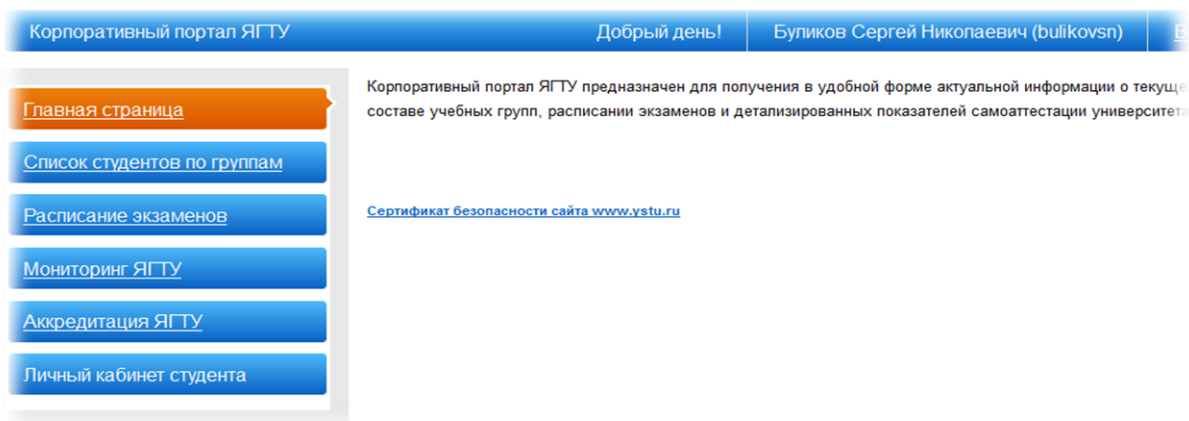 Корпоративный портал ЯГТУ Добрый день! Буликов Сергей Николаевич (bulikovsn)
Главная страница
Список студентов по группам
Расписание экзаменов
Мониторинг ЯГТУ
Аккредитация ЯГТУ
Личный кабинет студента
Корпоративный портал ЯГТУ предназначен для получения в удобной форме актуальной информации о
составе учебных групп, расписании экзаменов и детализированных показателей самоаттестации университета
Сертификат безопасности сайта www.ystu.ru